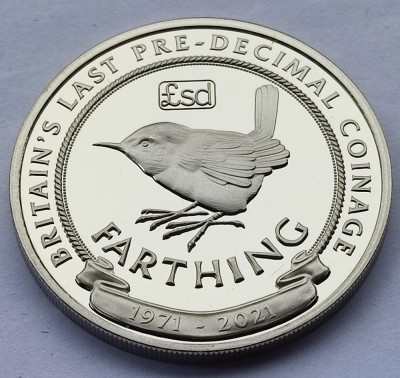 BRITAIN'S LAST PRE-DECIMAL COINAGE
£sd
FARTHING
1971 - 2021